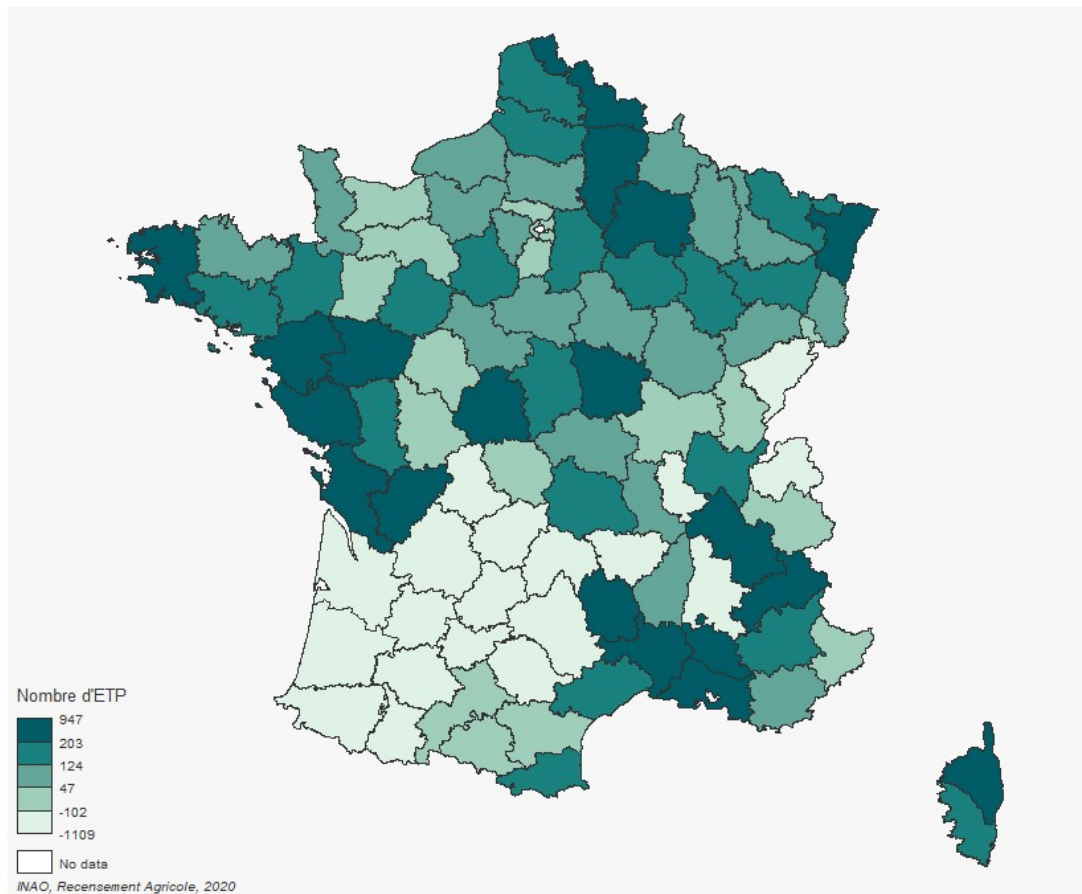 Nombre d'ETP
947
203
124
47
-102
-1109
No data
INAO, Recensement Agricole, 2020